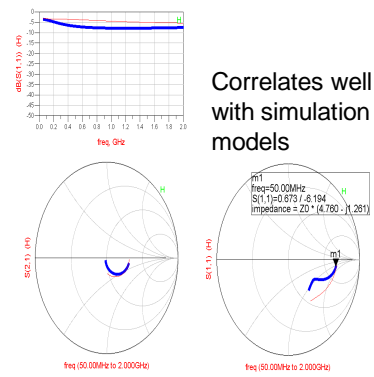 0
-5
-10
-15
-20
-25
-30
-35
-40
-45
-50
dB(S(1,1)) (H)
H
0.0 0.2 0.4 0.6 0.8 1.0 1.2 1.4 1.6 1.8 2.0
freq, GHz
Correlates well
with simulation
models
H
S(2,1) (H)
freq (50.00MHz to 2.000GHz)
m1
freq=50.00MHz
S(1,1)=0.673 / -6.194
impedance = Z0 * (4.760 - j1.261)
H
m1
S(1,1) (H)
freq (50.00MHz to 2.000GHz)